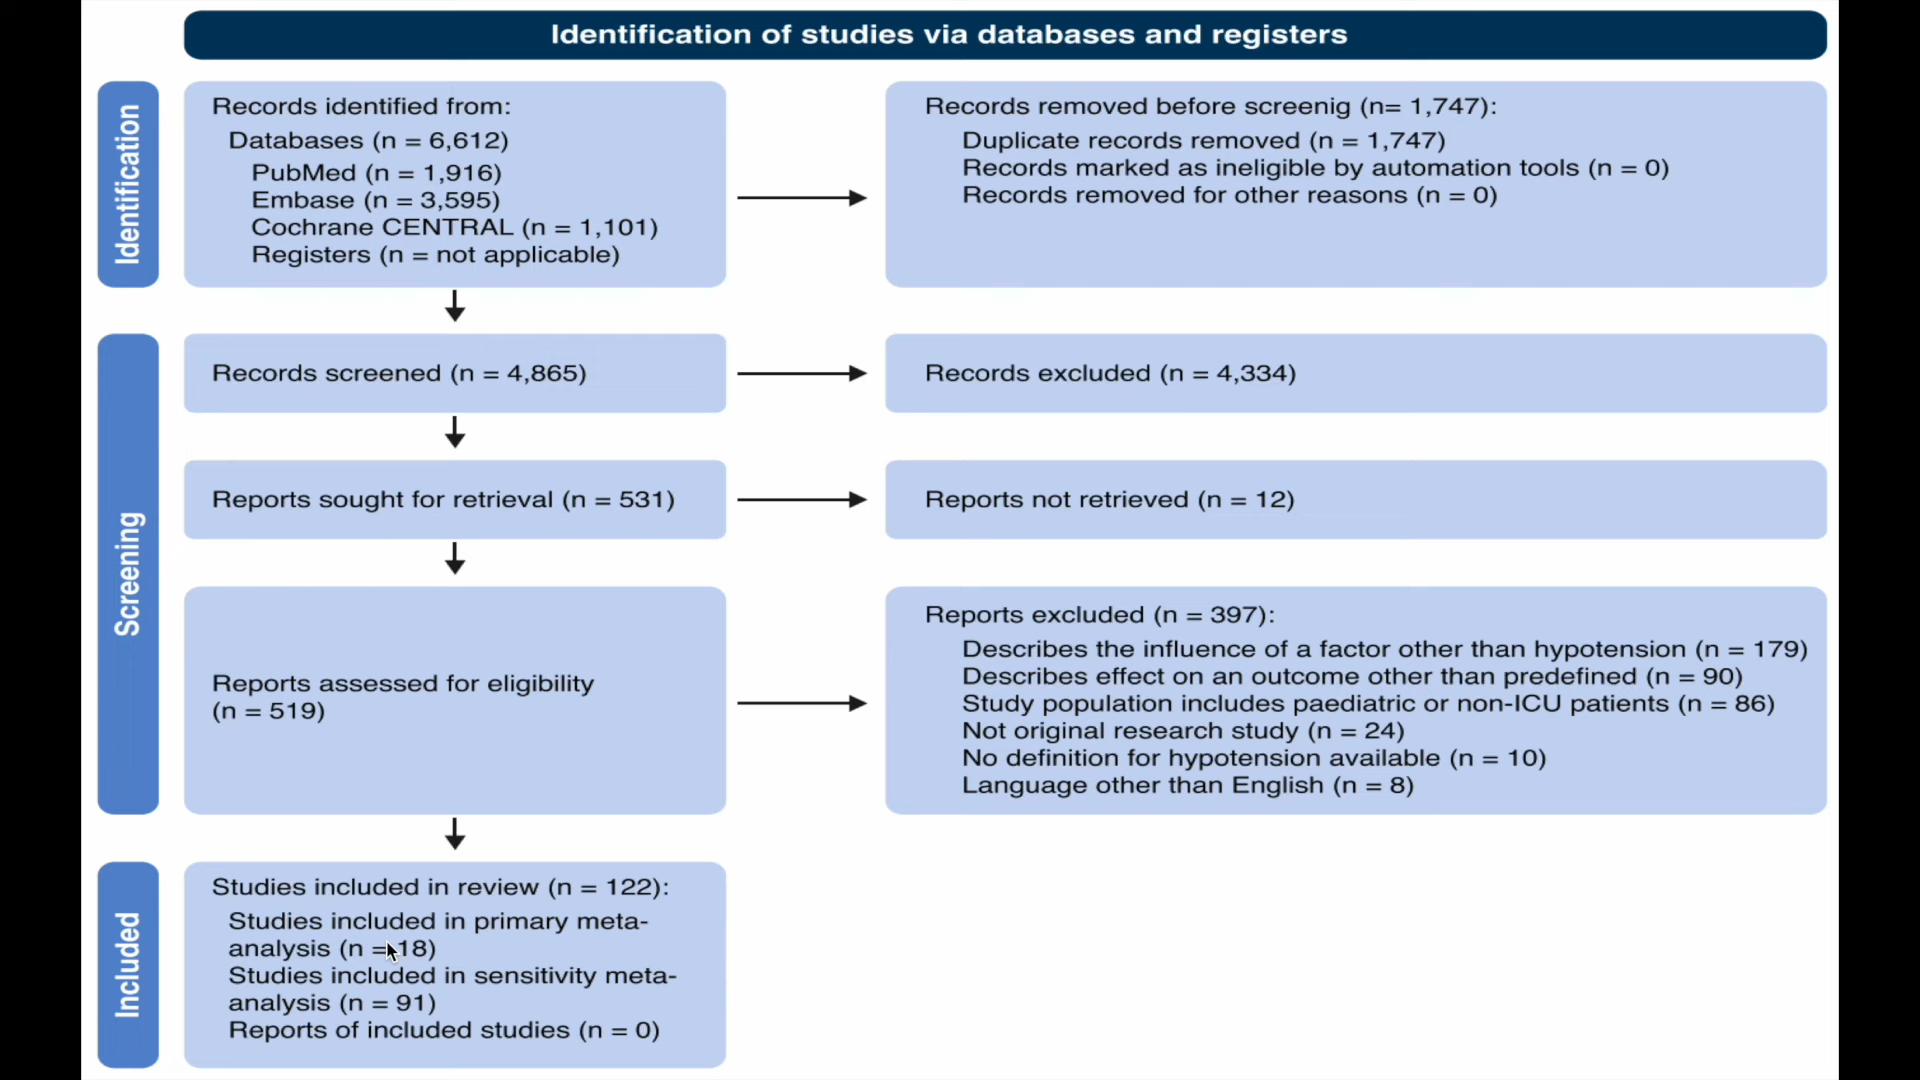 Identification of studies via databases and registers
Identification
Records identified from:
Databases (n = 6,612)
PubMed (n = 1,916)
Embase (n = 3,595)
Cochrane CENTRAL (n = 1,101)
Registers (n = not applicable)
Records removed before screenig (n= 1,747):
Duplicate records removed (n = 1,747)
Records marked as ineligible by automation tools (n = 0)
Records removed for other reasons (n = 0)
Screening
Records screened (n = 4,865)
Records excluded (n = 4,334)
Reports sought for retrieval (n = 531)
Reports not retrieved (n = 12)
Reports assessed for eligibility
(n = 519)
Reports excluded (n = 397):
Describes the influence of a factor other than hypotension (n = 179)
Describes effect on an outcome other than predefined (n = 90)
Study population includes paediatric or non-ICU patients (n = 86)
Not original research study (n = 24)
No definition for hypotension available (n = 10)
Language other than English (n = 8)
Included
Studies included in review (n = 122):
Studies included in primary meta-
analysis (n = 18)
Studies included in sensitivity meta-
analysis (n = 91)
Reports of included studies (n = 0)